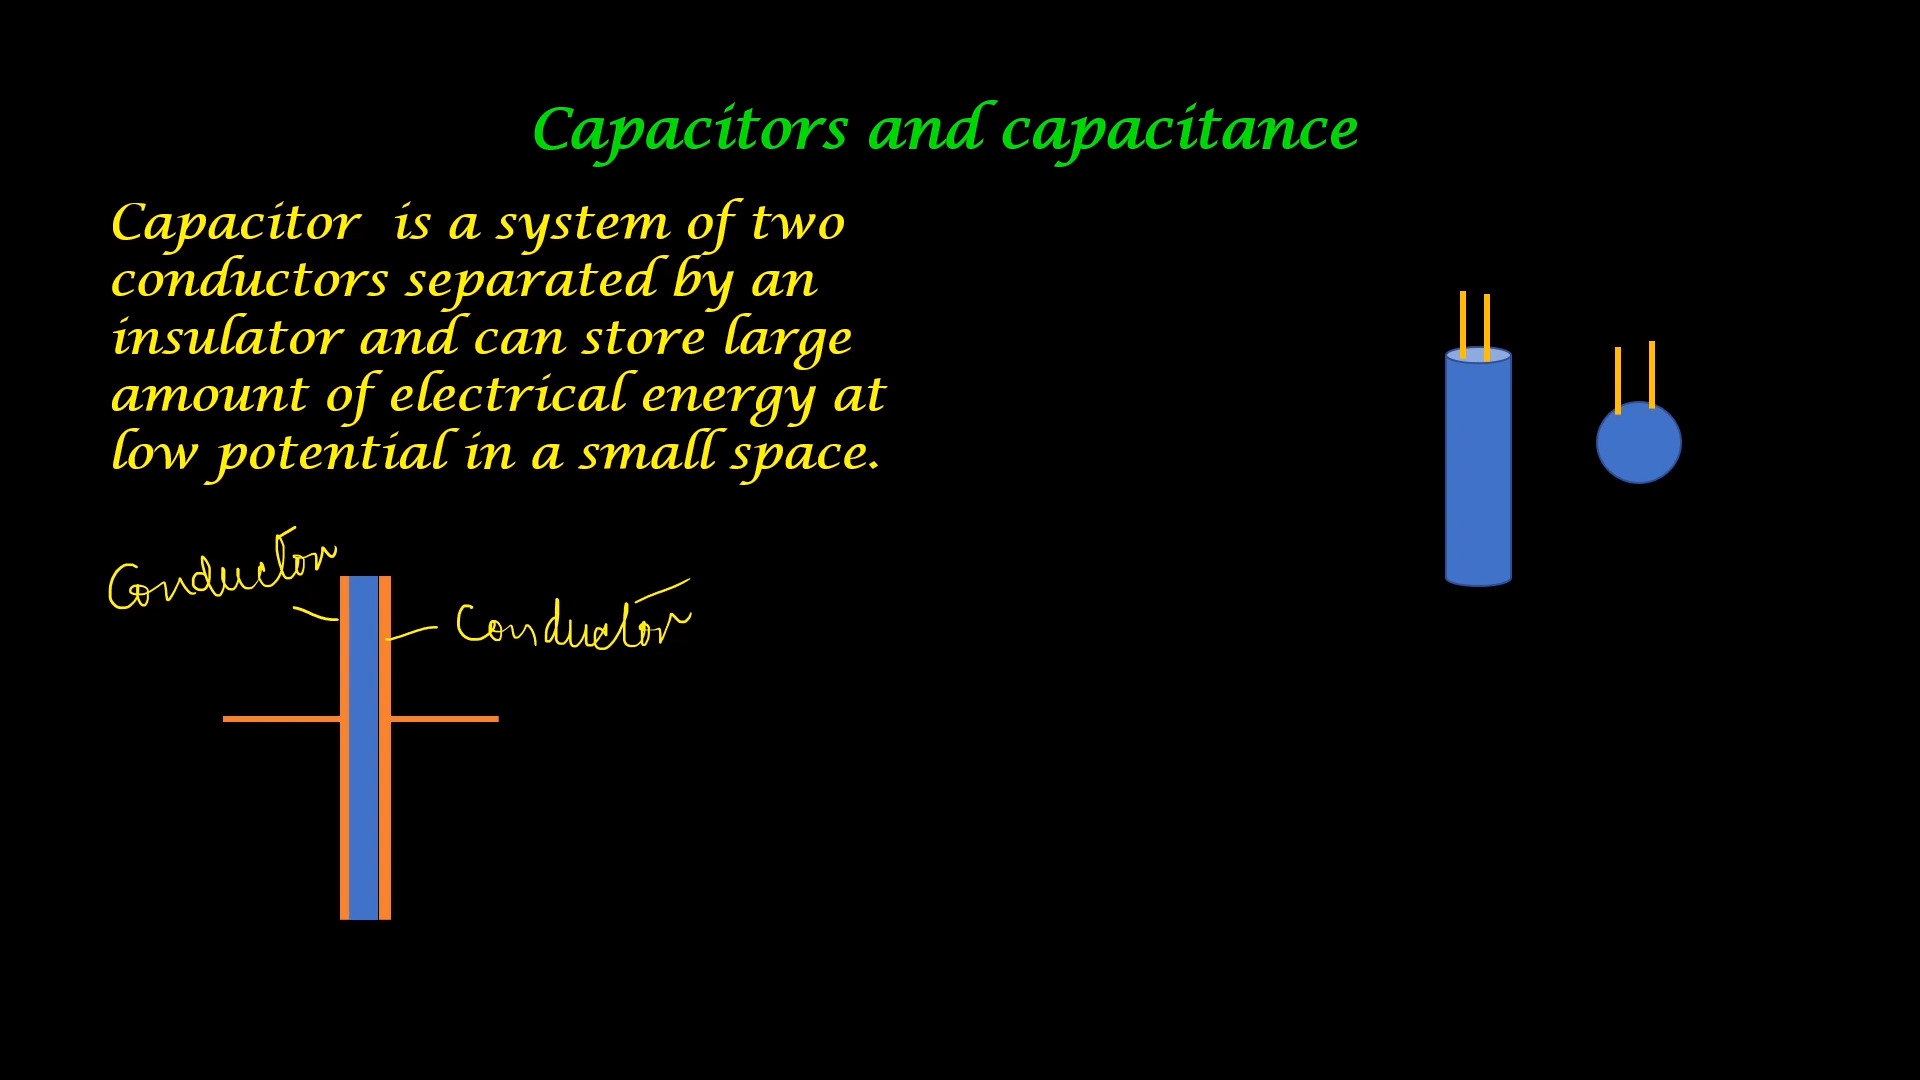 Capacitors and capacitance
Capacitor is a system of two
conductors separated by an
insulator and can store large
amount of electrical energy at
low potential in a small space.
Conductor
Conductor